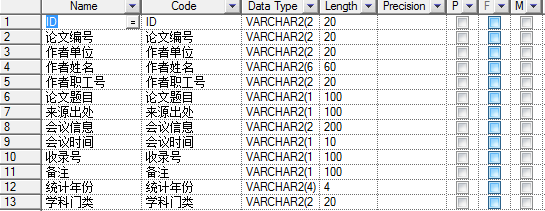 Name Code Data Type Length Precision P F M
1 ID = ID VARCHAR2(2 20
2 论文编号 论文编号 VARCHAR2(2 20
3 作者单位 作者单位 VARCHAR2(2 20
4 作者姓名 作者姓名 VARCHAR2(6 60
5 作者职工号 作者职工号 VARCHAR2(2 20
6 论文题目 论文题目 VARCHAR2(1 100
7 来源出处 来源出处 VARCHAR2(1 100
8 会议信息 会议信息 VARCHAR2(2 200
9 会议时间 会议时间 VARCHAR2(1 10
10 收录号 收录号 VARCHAR2(1 100
11 备注 备注 VARCHAR2(1 100
12 统计年份 统计年份 VARCHAR2(4) 4
13 学科门类 学科门类 VARCHAR2(2 20